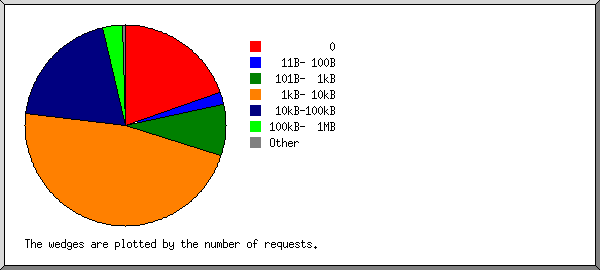 0
11B- 100B
101B- 1kB
1kB- 10kB
10kB-100kB
100kB- 1MB
Other
The wedges are plotted by the number of requests.